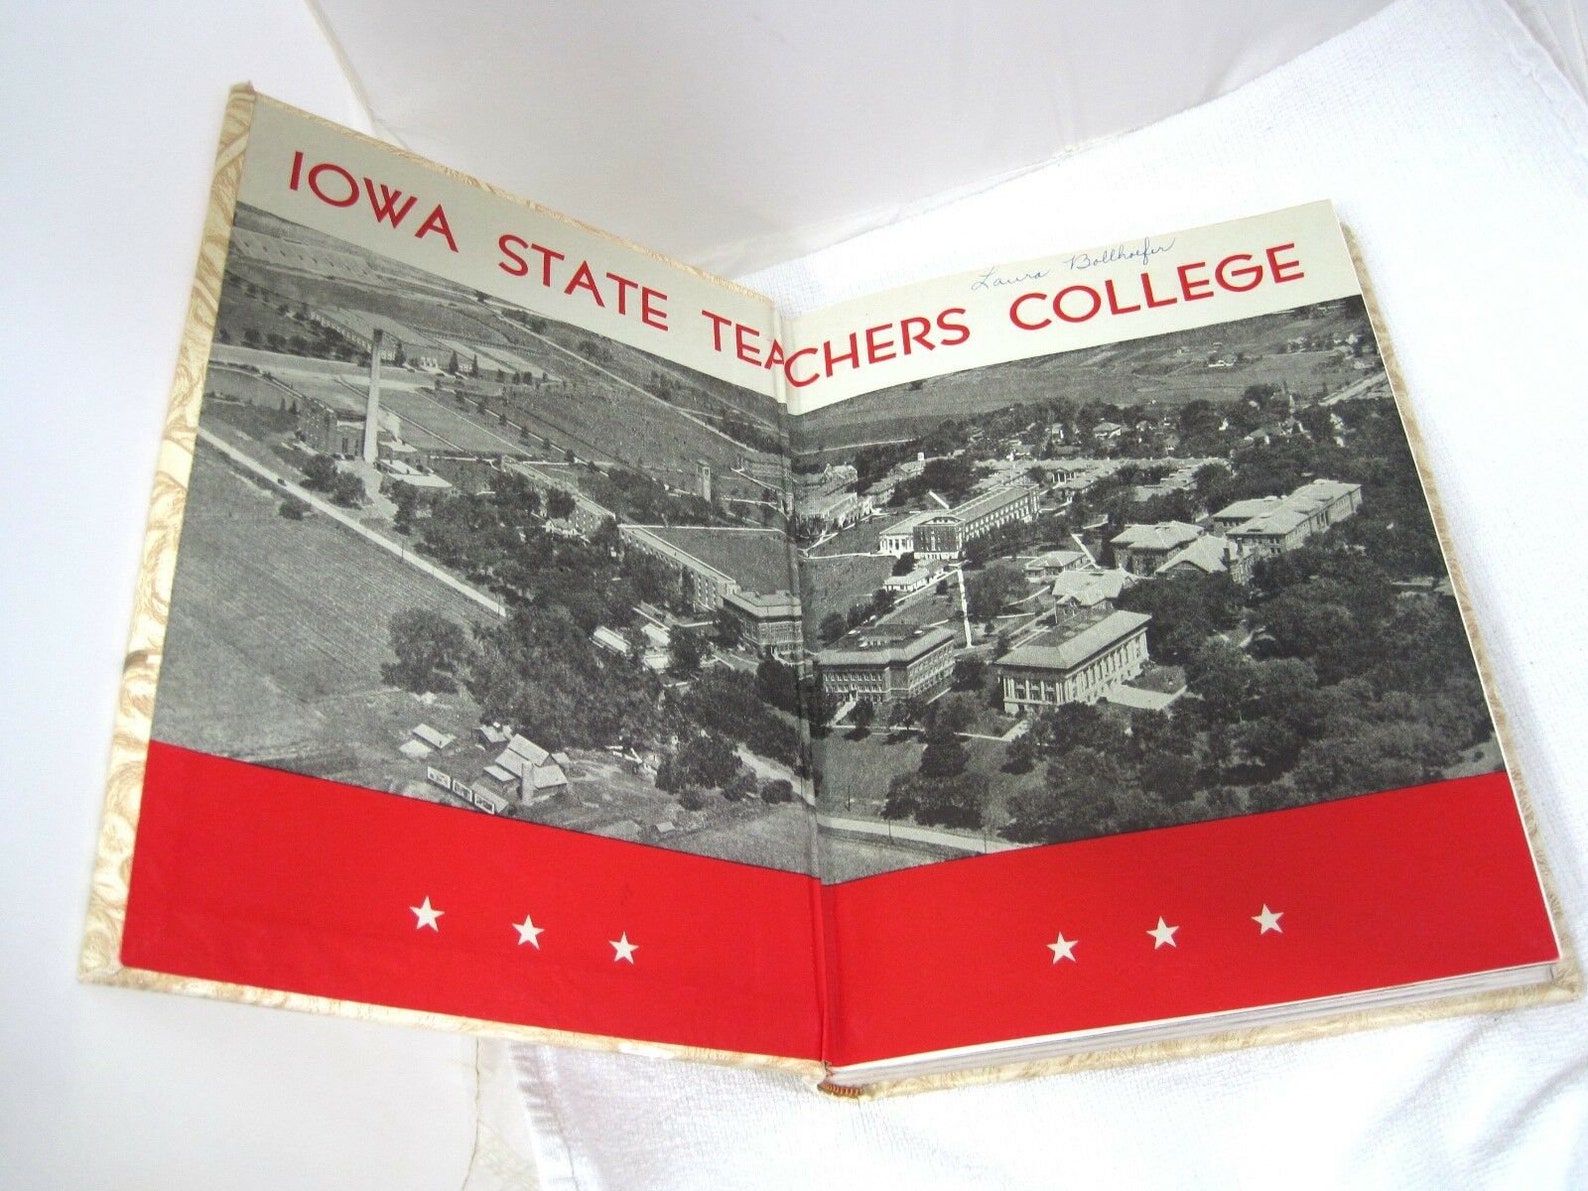 Laura Bollhoefer
IOWA STATE TEACHERS COLLEGE